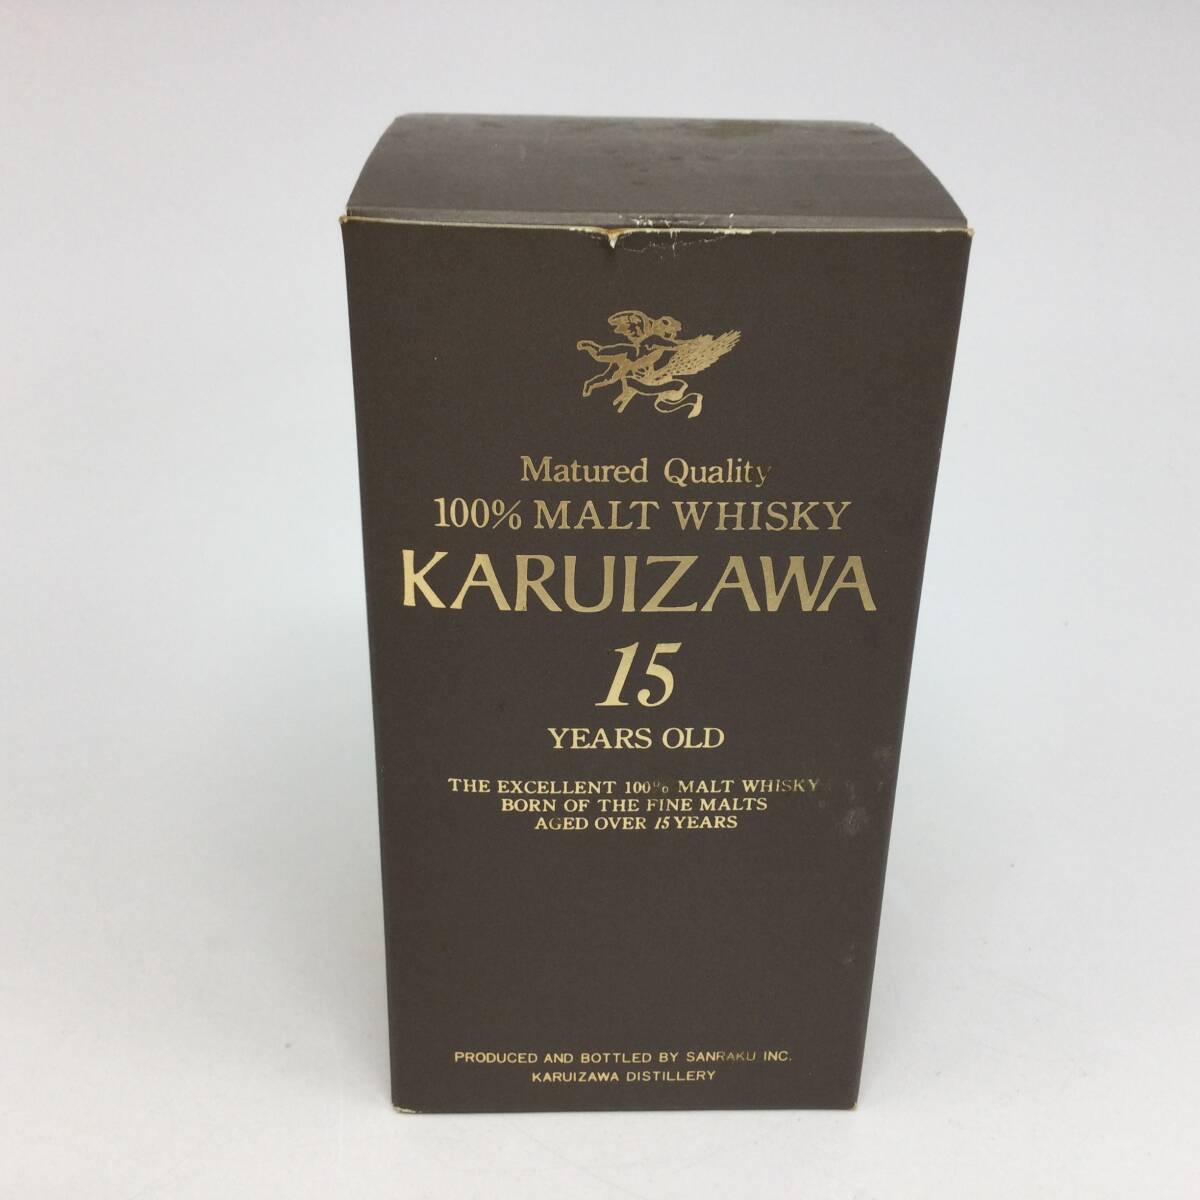 Matured Quality
100% MALT WHISKY
KARUIZAWA
15
YEARS OLD
THE EXCELLENT 100% MALT WHISKY
BORN OF THE FINE MALTS
AGED OVER 15 YEARS
PRODUCED AND BOTTLED BY SANRAKU INC.
KARUIZAWA DISTILLERY